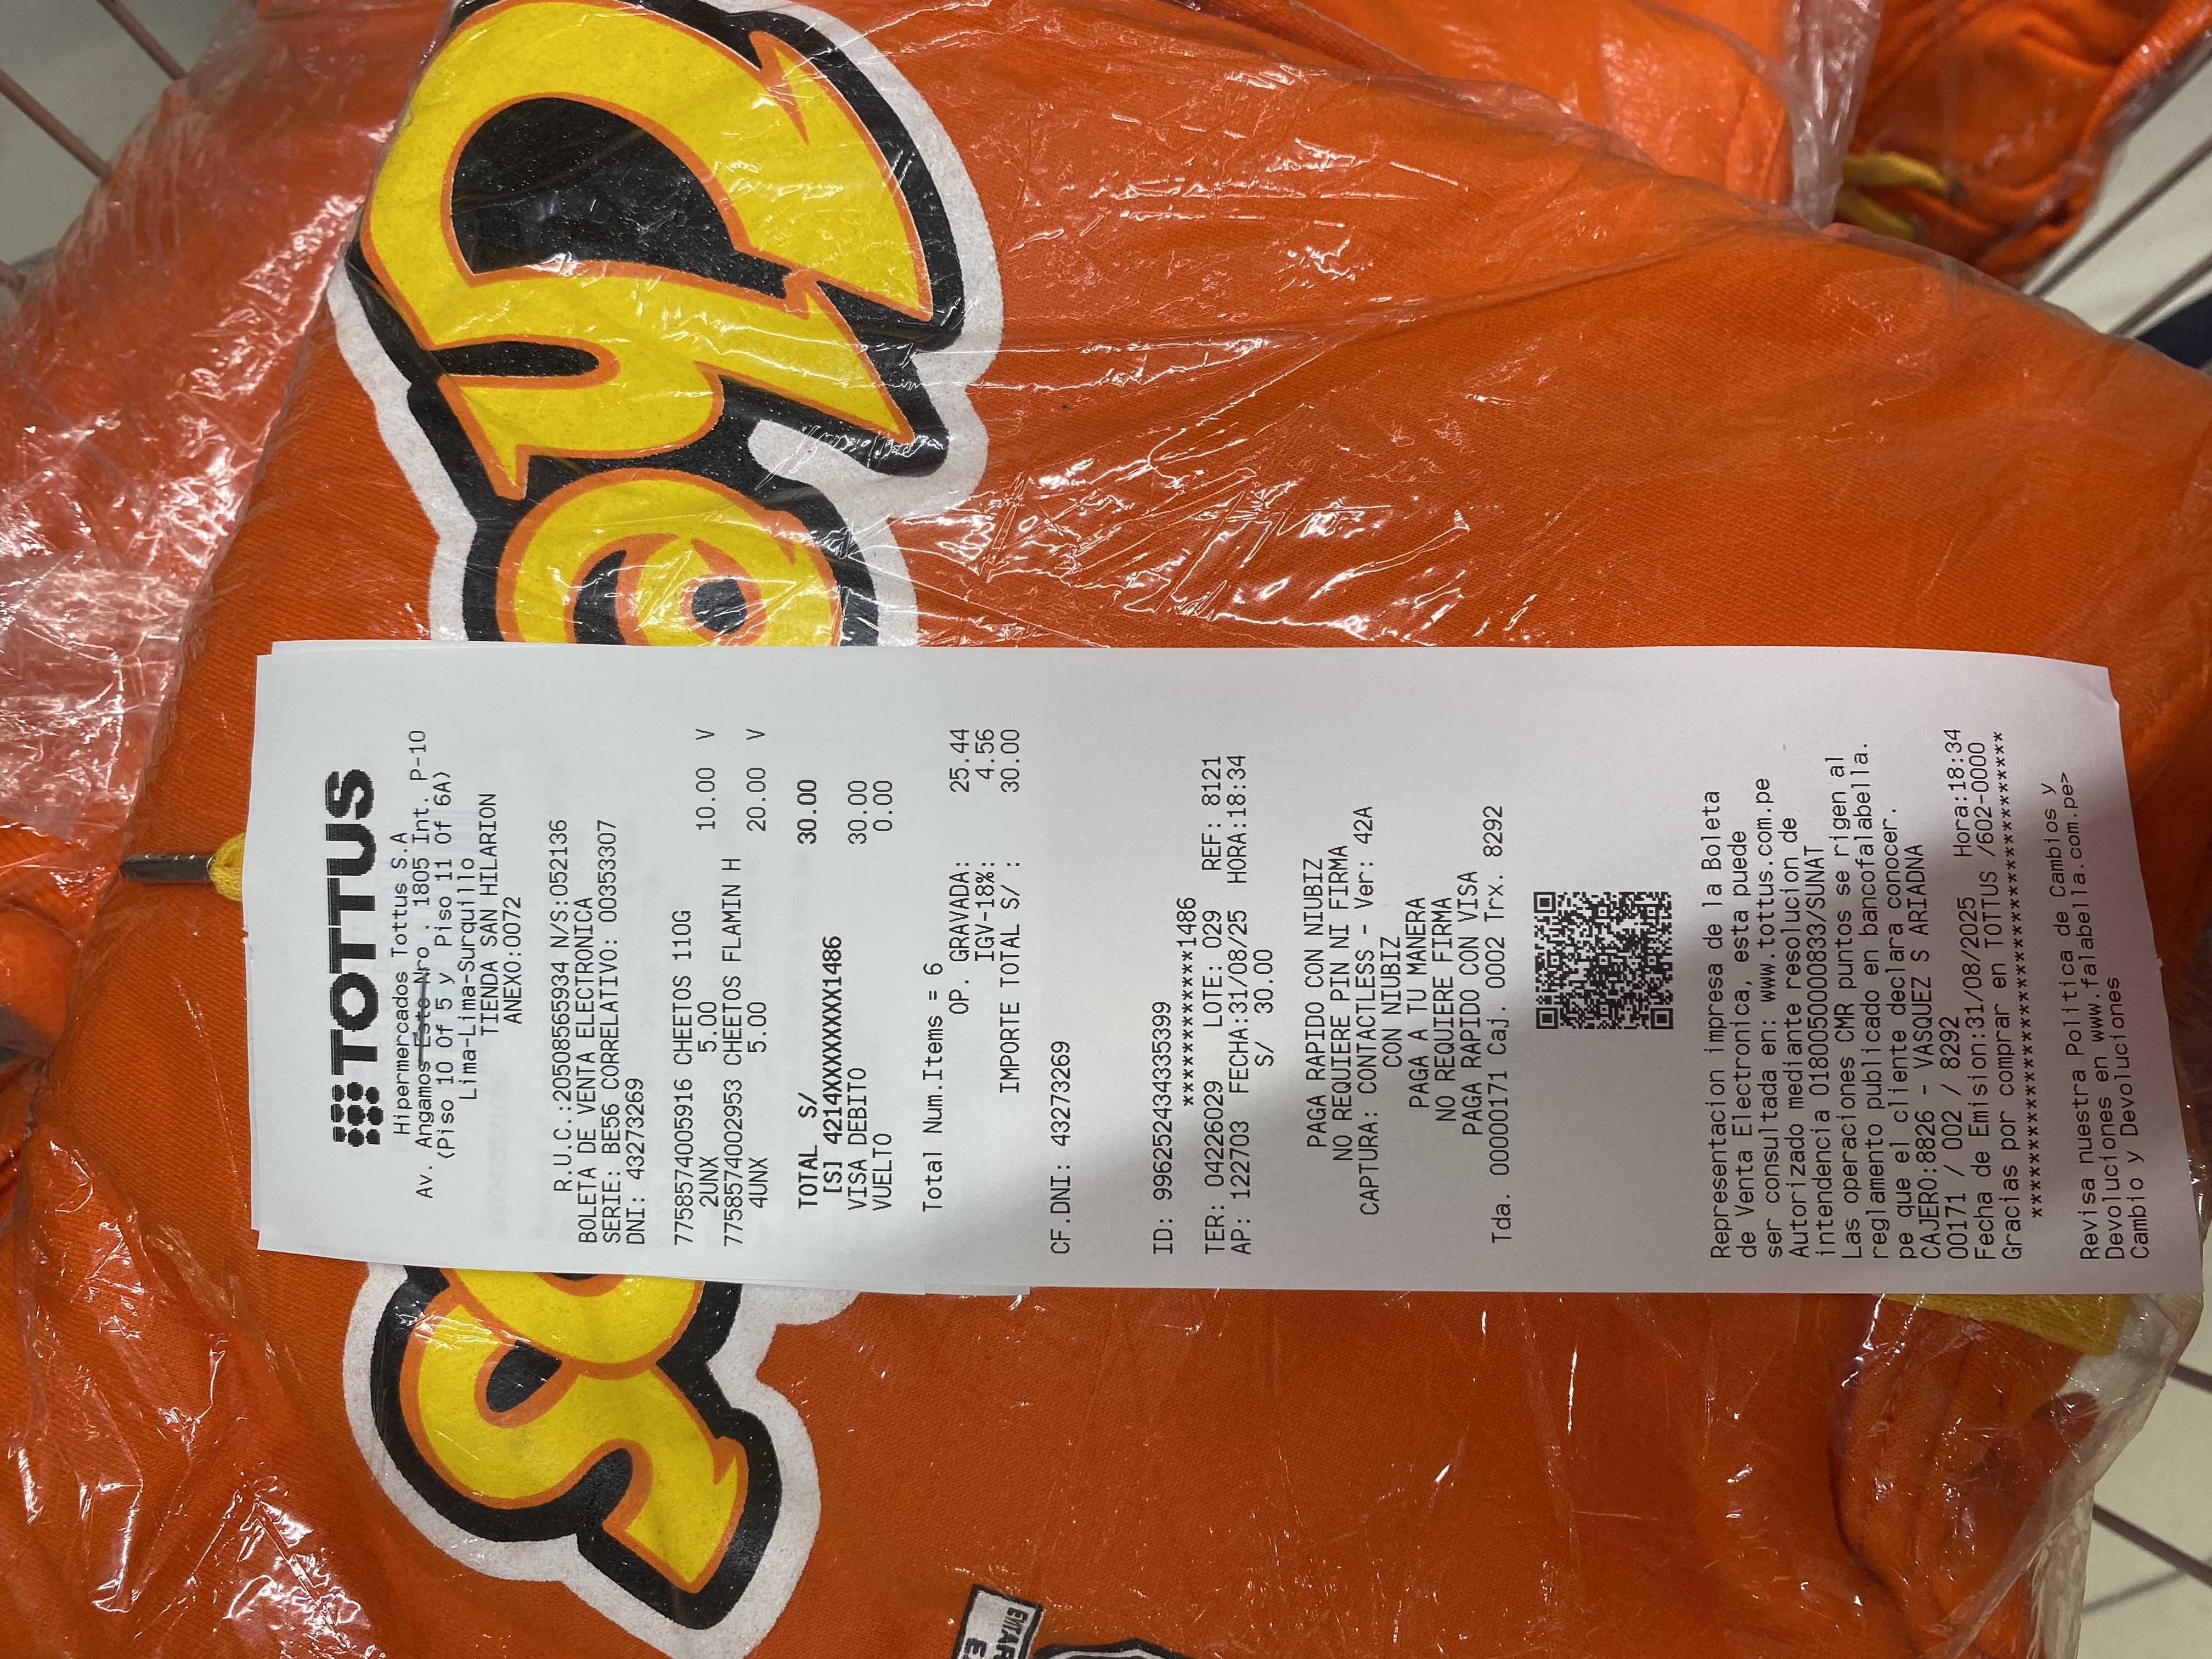 TOTTUS
Hipermercados Tottus S.A
Av. Angamos Este Nro . 1805 Int. P-10
(Piso 10 Of 5 y Piso 11 Of 6A)
Lima-Lima-Surquillo
TIENDA SAN HILARION
ANEXO:0072
R.U.C.:20508565934 N/S:052136
BOLETA DE VENTA ELECTRONICA
SERIE: BE56 CORRELATIVO: 00353307
DNI: 43273269
7758574005916 CHEETOS 110G
2UNX 5.00 10.00 V
7758574002953 CHEETOS FLAMIN H
4UNX 5.00 20.00 V
TOTAL S/ 30.00
[S] 4214XXXXXXXX1486
VISA DEBITO 30.00
VUELTO 0.00
Total Num.Items = 6
OP. GRAVADA: 25.44
IGV-18%: 4.56
IMPORTE TOTAL S/ : 30.00
CF.DNI: 43273269
ID: 996252434335399
************1486
TER: 04226029 LOTE: 029 REF: 8121
AP: 122703 FECHA:31/08/25 HORA:18:34
S/ 30.00
PAGA RAPIDO CON NIUBIZ
NO REQUIERE PIN NI FIRMA
CAPTURA: CONTACTLESS - Ver: 42A
CON NIUBIZ
PAGA A TU MANERA
NO REQUIERE FIRMA
PAGA RAPIDO CON VISA
Tda. 00000171 Caj. 0002 Trx. 8292
Representacion impresa de la Boleta
de Venta Electronica, esta puede
ser consultada en: www.tottus.com.pe
Autorizado mediante resolucion de
intendencia 0180050000833/SUNAT
Las operaciones CMR puntos se rigen al
reglamento publicado en bancofalabella.
pe que el cliente declara conocer.
CAJERO:8826 - VASQUEZ S ARIADNA
00171 / 002 / 8292
Fecha de Emision:31/08/2025 Hora:18:34
Gracias por comprar en TOTTUS /602-0000
************************************
Revisa nuestra Politica de Cambios y
Devoluciones en www.falabella.com.pe>
Cambio y Devoluciones